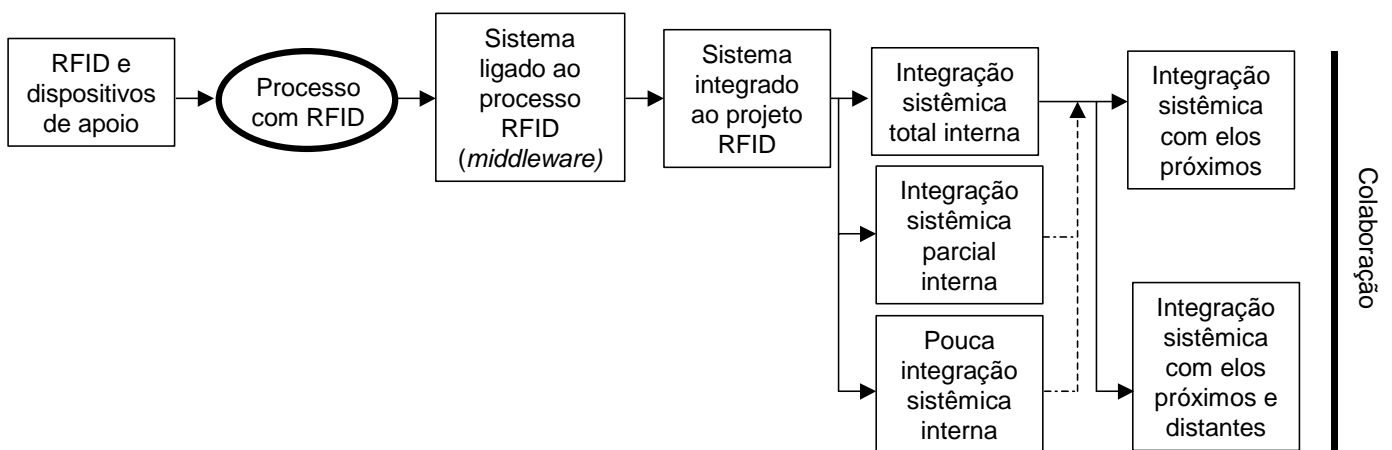 RFID e
dispositivos
de apoio
Processo
com RFID
Sistema
ligado ao
processo
RFID
(middleware)
Sistema
integrado
ao projeto
RFID
Integração
sistêmica
total interna
Integração
sistêmica
parcial
interna
Pouca
integração
sistêmica
interna
Integração
sistêmica
com elos
próximos
Integração
sistêmica
com elos
próximos e
distantes
Colaboração